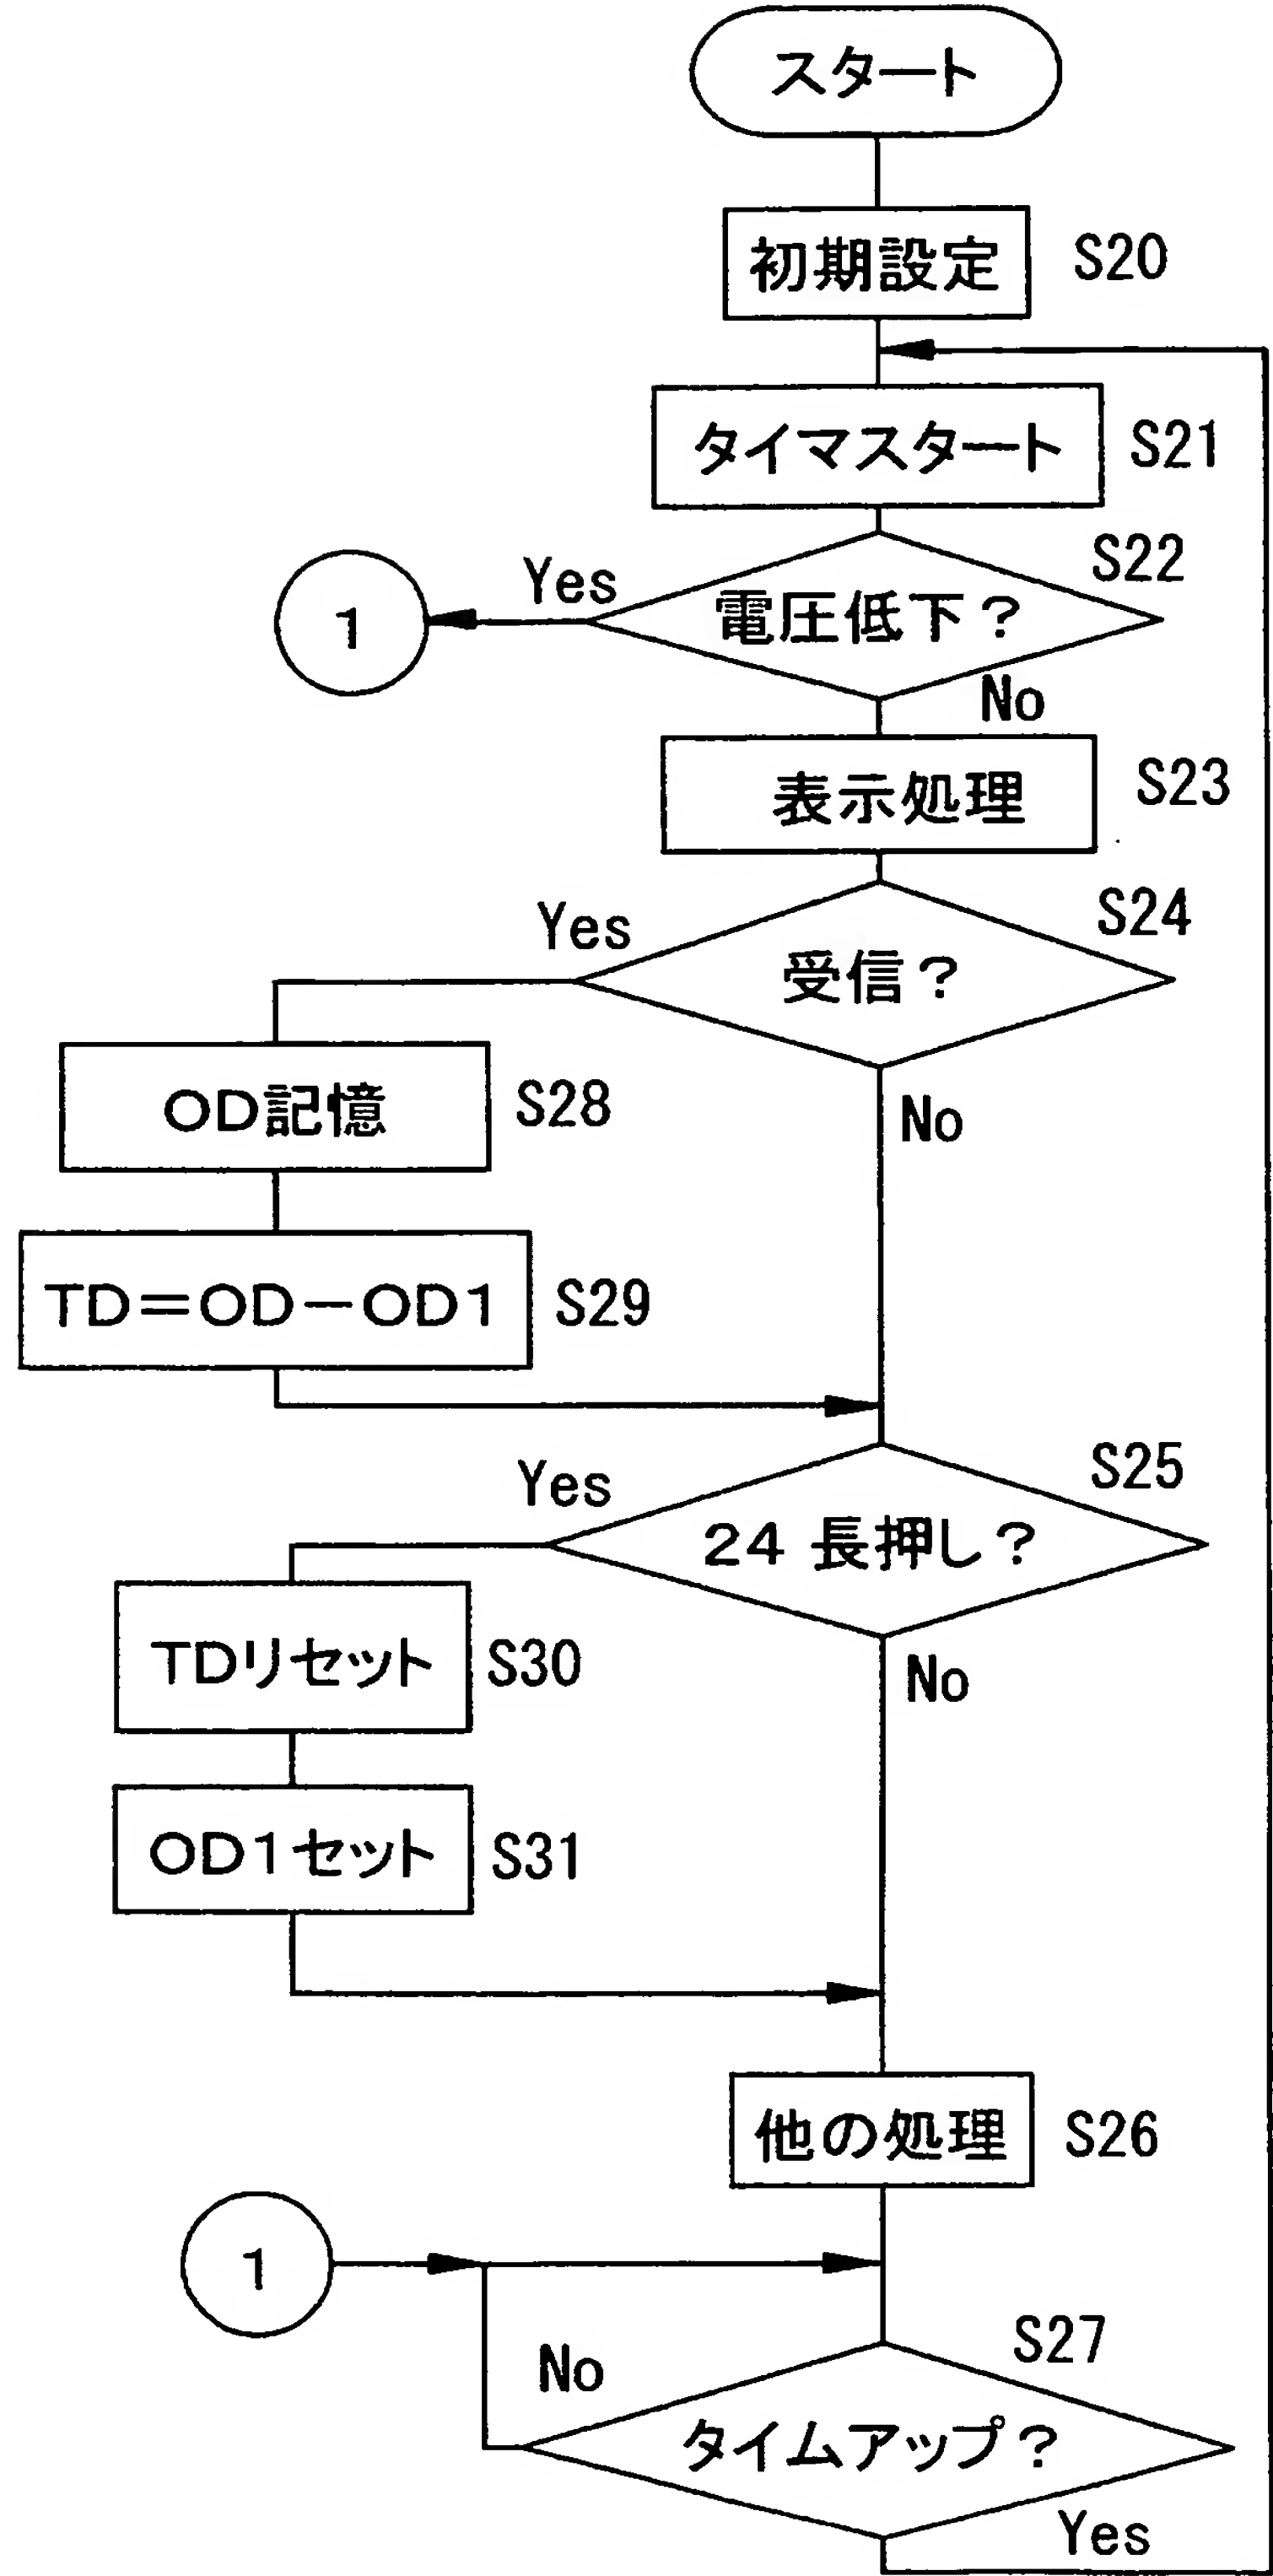 スタート
初期設定 S20
タイマスタート S21
S22
Yes
1 電圧低下？
No
表示処理 S23
S24
Yes
受信？
OD記憶 S28
No
TD＝OD－OD1 S29
S25
Yes
24 長押し？
TDリセット S30
No
OD1セット S31
他の処理 S26
1
S27
No
タイムアップ？
Yes